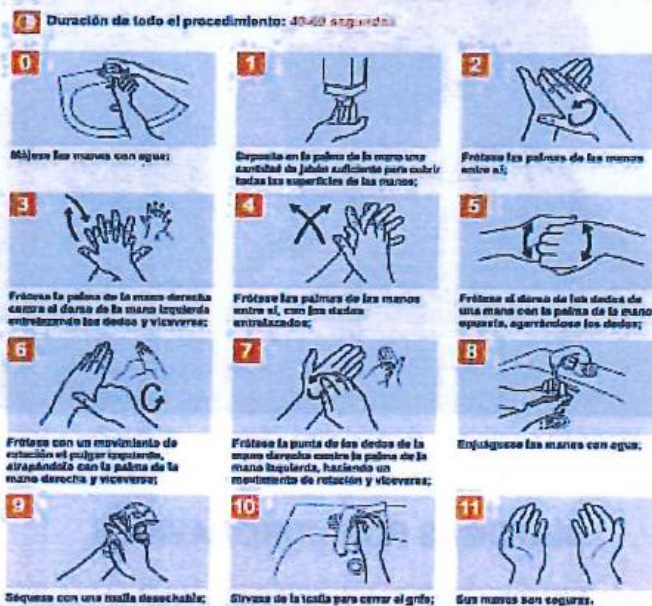 Duración de todo el procedimiento: 40-60 segundos
0
1
2
Mójese las manos con agua;
Deposite en la palma de la mano una
cantidad de jabón suficiente para cubrir
todas las superficies de las manos;
Frótese las palmas de las manos
entre sí;
3
4
5
Frótese la palma de la mano derecha
contra el dorso de la mano izquierda
entrelazando los dedos y viceversa;
Frótese las palmas de las manos
entre sí, con los dedos
entrelazados;
Frótese el dorso de los dedos de
una mano con la palma de la mano
opuesta, agarrándose los dedos;
6
7
8
Frótese con un movimiento de
rotación el pulgar izquierdo,
atrapándolo con la palma de la
mano derecha y viceversa;
Frótese la punta de los dedos de la
mano derecha contra la palma de la
mano izquierda, haciendo un
movimiento de rotación y viceversa;
Enjuáguese las manos con agua;
9
10
11
Séquese con una toalla desechable;
Sírvase de la toalla para cerrar el grifo;
Sus manos son seguras.